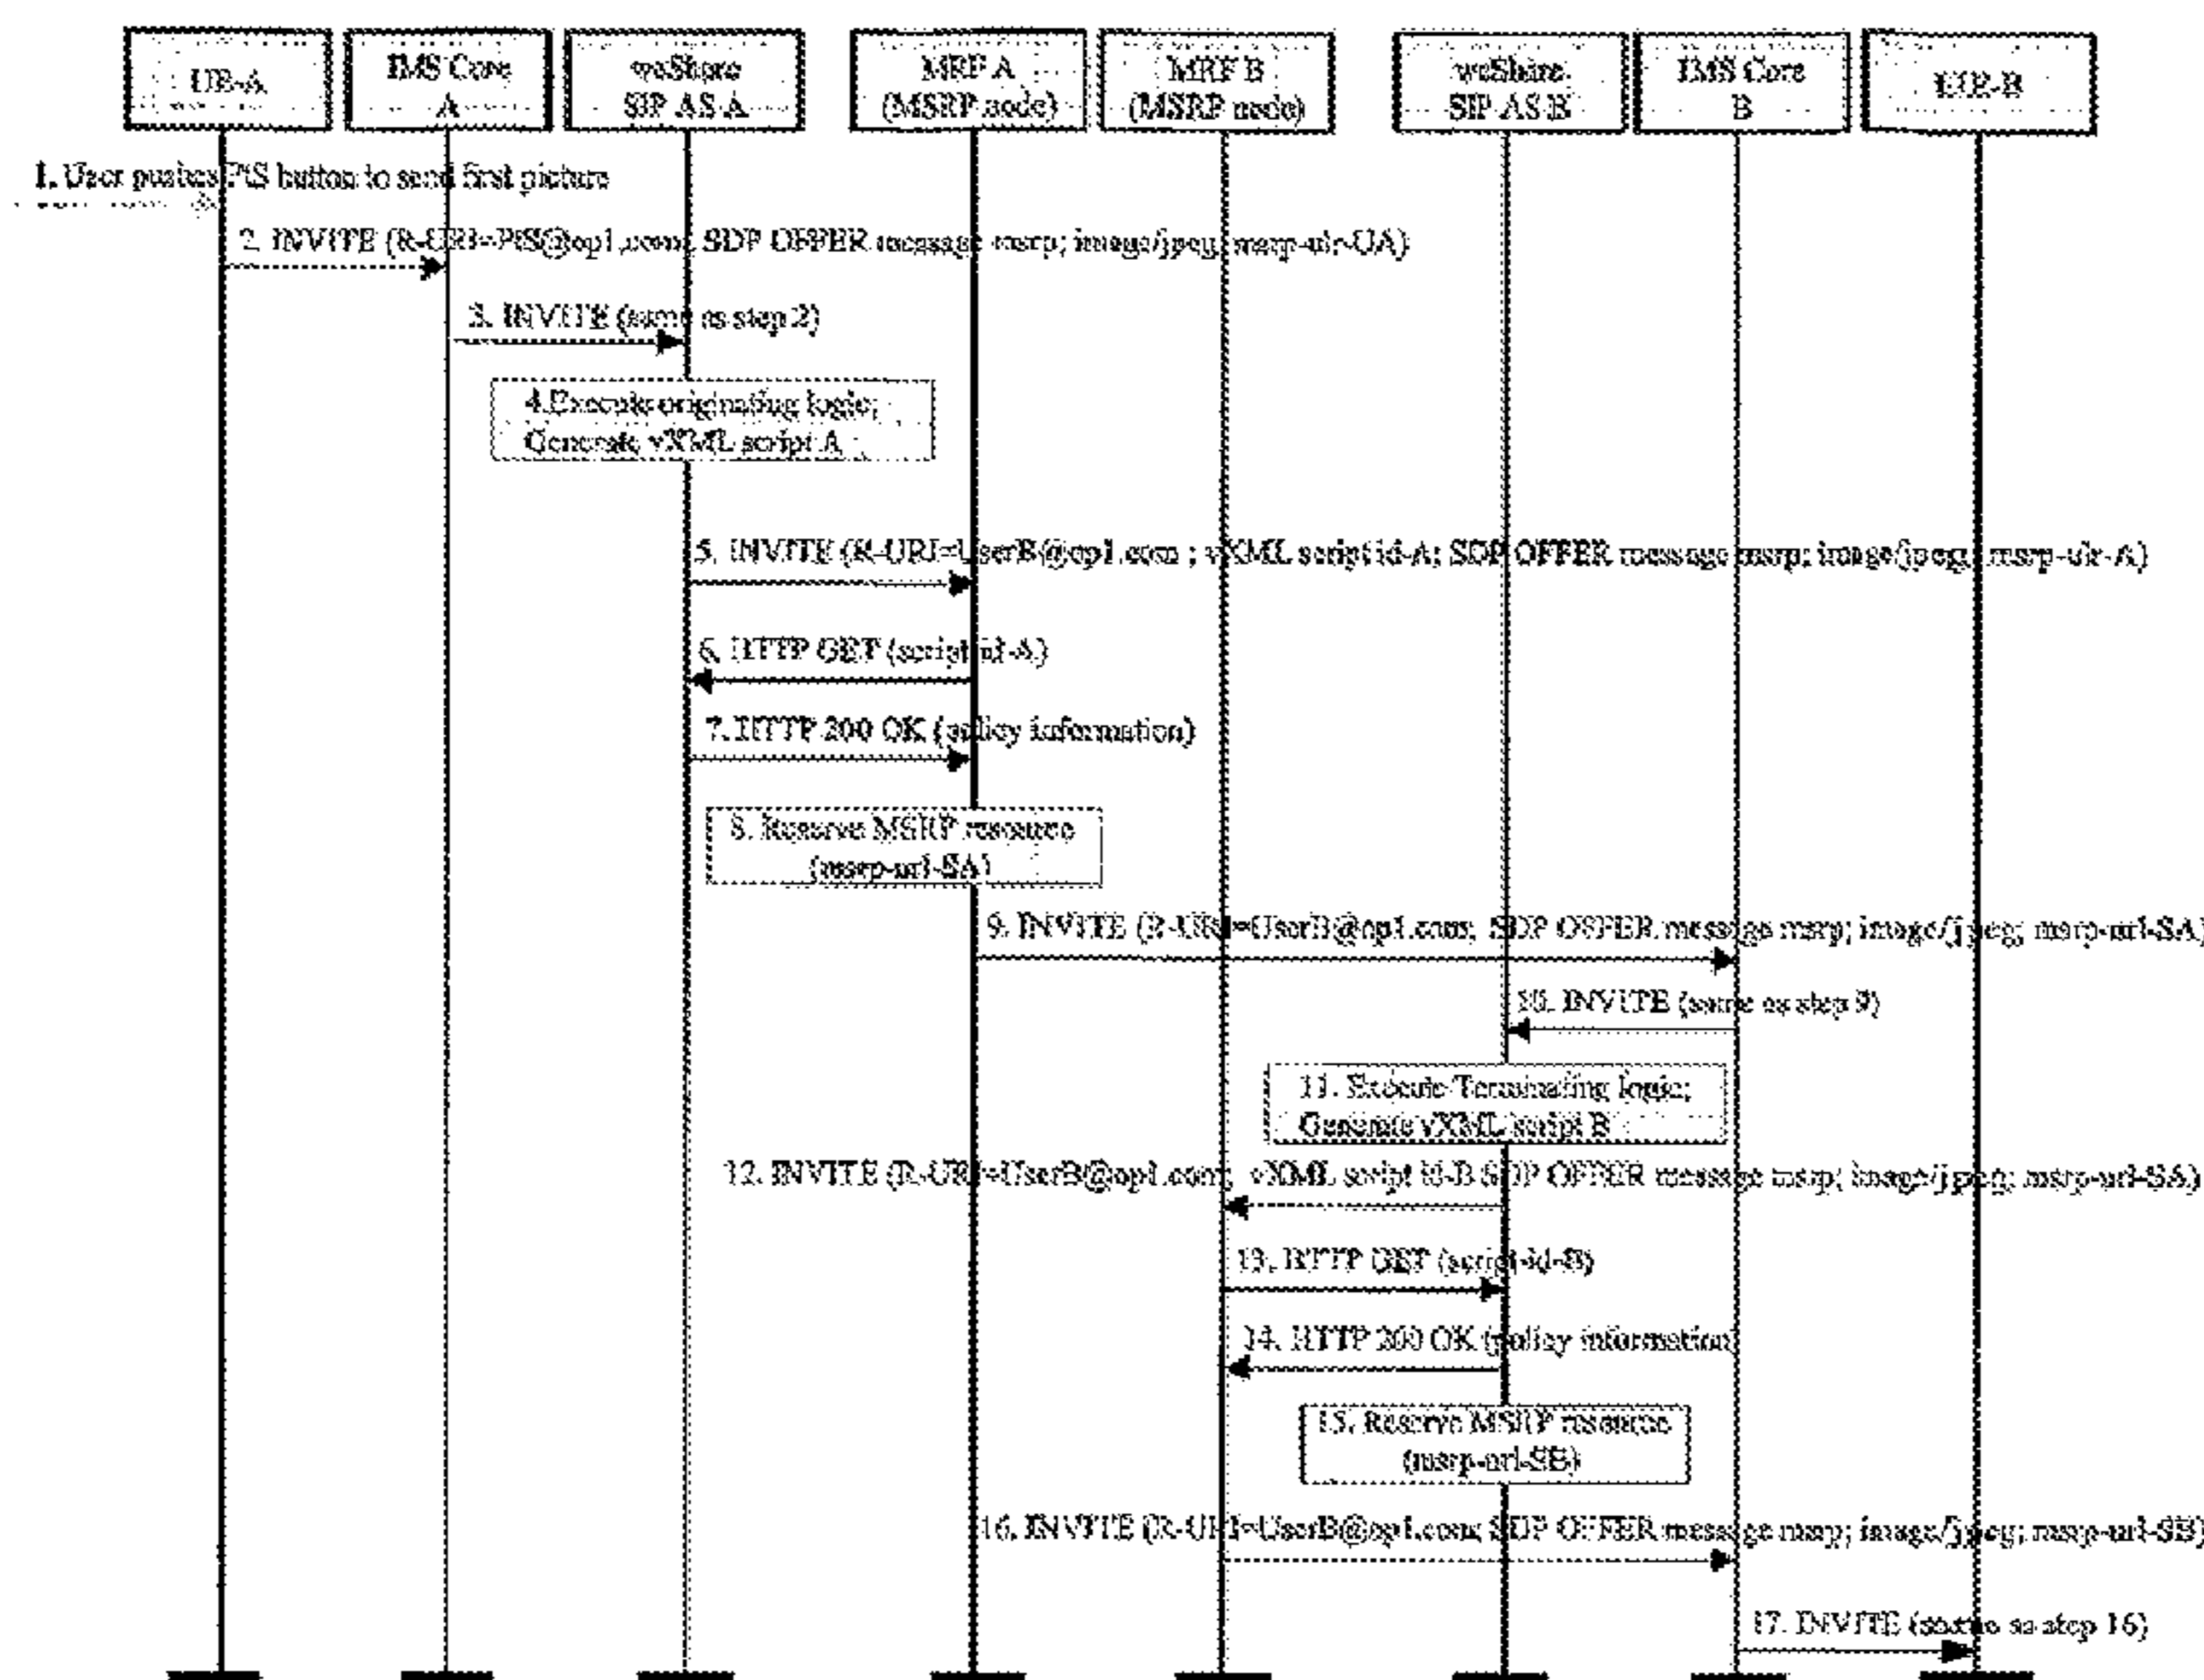 UE-A
IMS Core
A
weShare
SIP AS A
MRF A
(MSRP node)
MRF B
(MSRP node)
weShare
SIP AS B
IMS Core
B
UE-B
1. User pushes PtS button to send first picture
2. INVITE (R-URI=PtS@op1.com; SDP OFFER message msrp; image/jpeg; msrp-ulr-UA)
3. INVITE (same as step 2)
4.Execute originating logic;
Generate vXML script A
5. INVITE (R-URI=UserB@op1.com ; vXML script id-A; SDP OFFER message msrp; image/jpeg; msrp-ulr-A)
6. HTTP GET (script id-A)
7. HTTP 200 OK (policy information)
8. Reserve MSRP resource
(msrp-url-SA)
9. INVITE (R-URI=UserB@op1.com; SDP OFFER message msrp; image/jpeg; msrp-url-SA)
10. INVITE (same as step 9)
11. Execute Terminating logic;
Generate vXML script B
12. INVITE (R-URI=UserB@op1.com; vXML script id-B SDP OFFER message msrp; image/jpeg; msrp-url-SA)
13. HTTP GET (script-id-B)
14. HTTP 200 OK (policy information
15. Reserve MSRP resource
(msrp-url-SB)
16. INVITE (R-URI=UserB@op1.com; SDP OFFER message msrp; image/jpeg; msrp-url-SB)
17. INVITE (same as step 16)